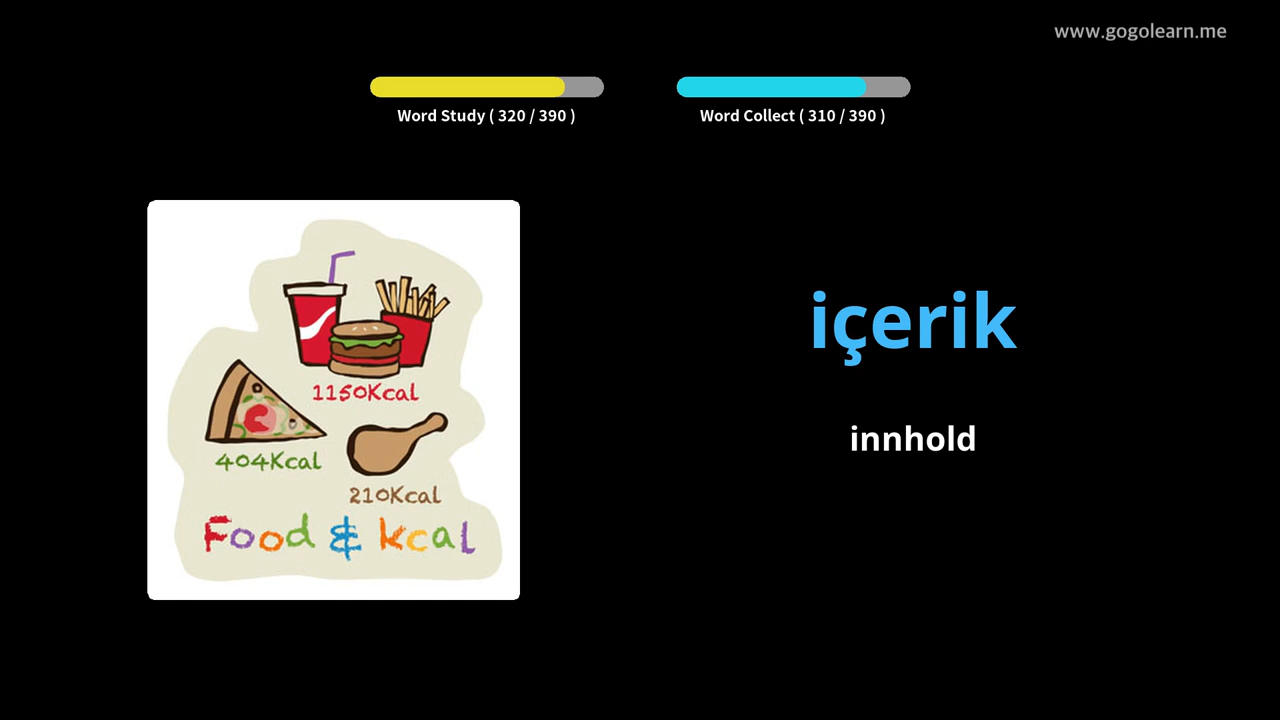 www.gogolearn.me
Word Study ( 320 / 390 )
Word Collect ( 310 / 390 )
1150Kcal
404Kcal
210Kcal
Food & kcal
içerik
innhold